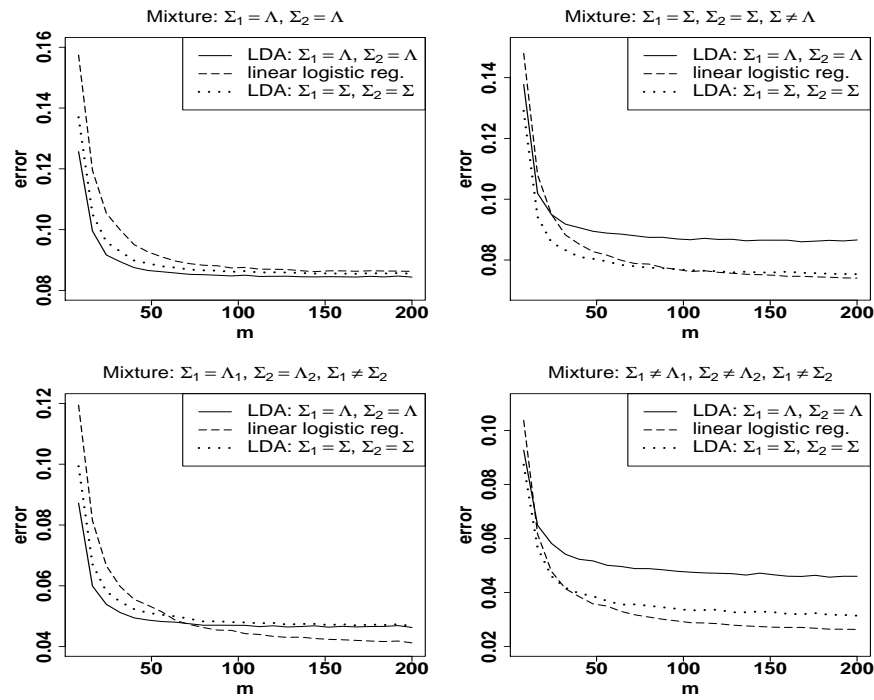 Mixture: Σ₁ = Λ, Σ₂ = Λ
LDA: Σ₁ = Λ, Σ₂ = Λ
linear logistic reg.
LDA: Σ₁ = Σ, Σ₂ = Σ
error
0.16
0.14
0.12
0.10
0.08
50 100 150 200
m
Mixture: Σ₁ = Σ, Σ₂ = Σ, Σ ≠ Λ
LDA: Σ₁ = Λ, Σ₂ = Λ
linear logistic reg.
LDA: Σ₁ = Σ, Σ₂ = Σ
error
0.14
0.12
0.10
0.08
50 100 150 200
m
Mixture: Σ₁ = Λ₁, Σ₂ = Λ₂, Σ₁ ≠ Σ₂
LDA: Σ₁ = Λ, Σ₂ = Λ
linear logistic reg.
LDA: Σ₁ = Σ, Σ₂ = Σ
error
0.12
0.10
0.08
0.06
0.04
50 100 150 200
m
Mixture: Σ₁ ≠ Λ₁, Σ₂ ≠ Λ₂, Σ₁ ≠ Σ₂
LDA: Σ₁ = Λ, Σ₂ = Λ
linear logistic reg.
LDA: Σ₁ = Σ, Σ₂ = Σ
error
0.10
0.08
0.06
0.04
0.02
50 100 150 200
m